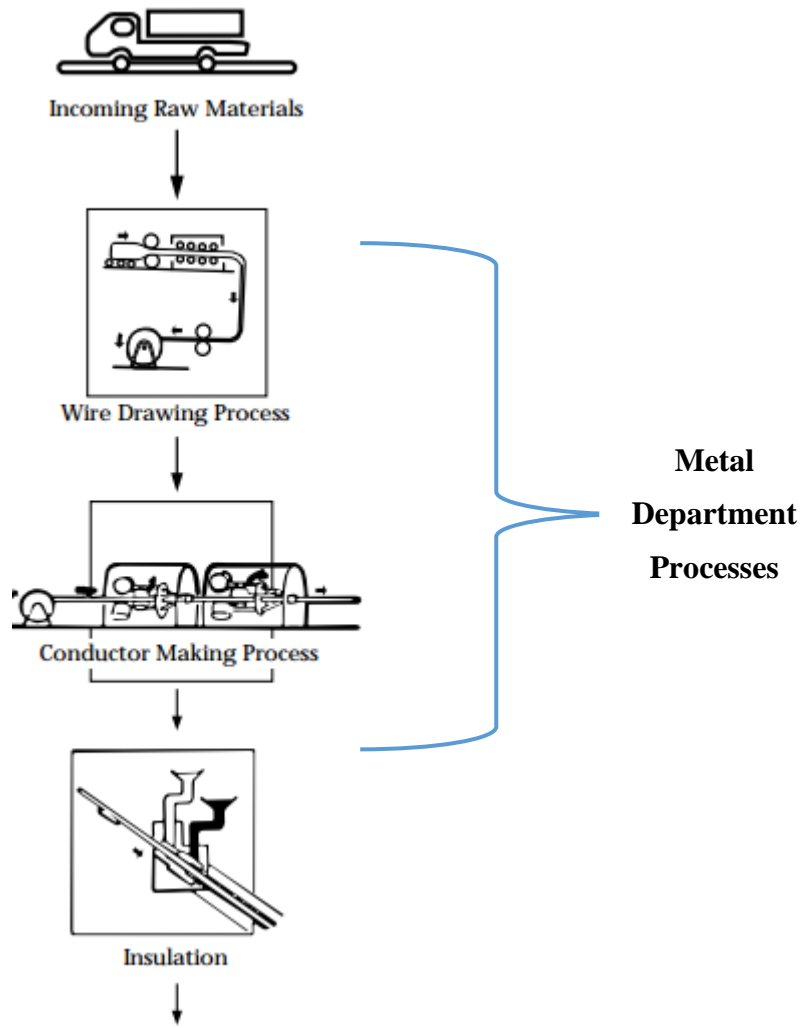 Incoming Raw Materials
Wire Drawing Process
Metal
Department
Processes
Conductor Making Process
Insulation